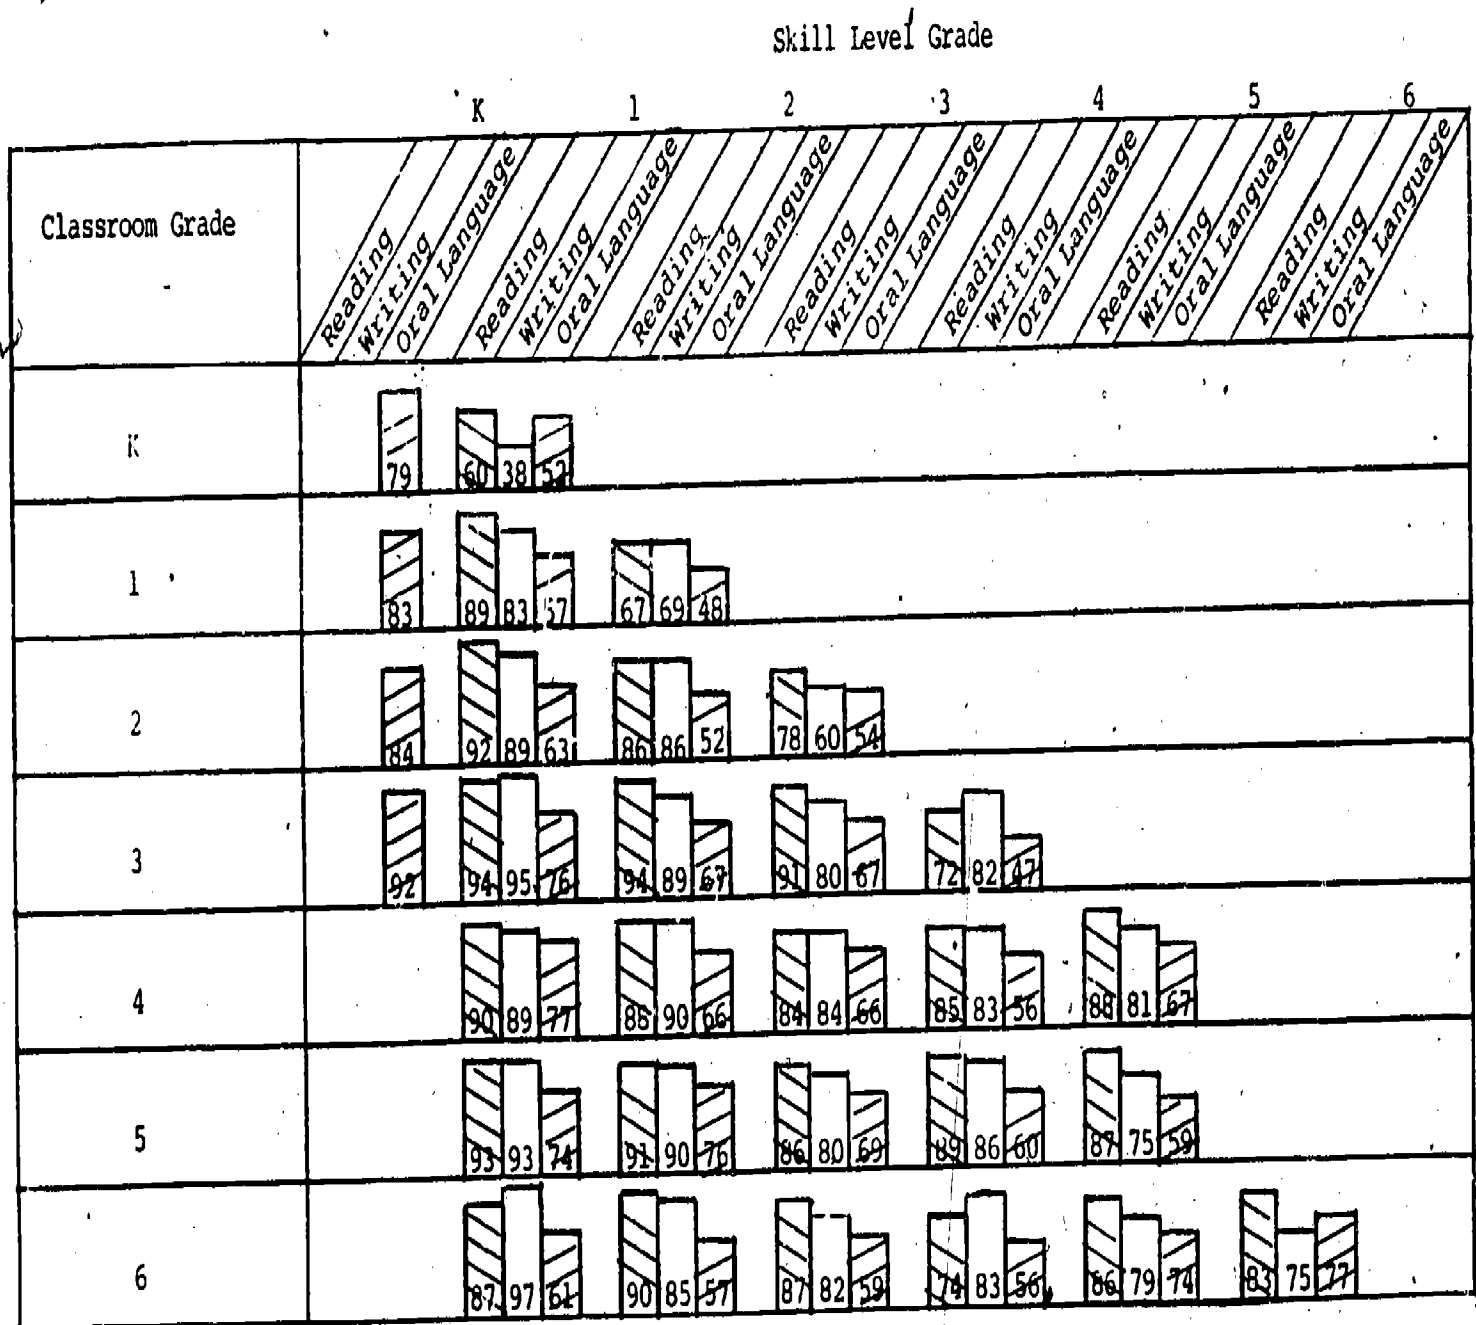 Skill Level Grade
K 1 2 3 4 5 6
Classroom Grade
Reading Writing Oral Language Reading Writing Oral Language Reading Writing Oral Language Reading Writing Oral Language Reading Writing Oral Language Reading Writing Oral Language Reading Writing Oral Language
K 79 60 38 52
1 83 89 83 57 67 69 48
2 84 92 89 63 86 86 52 78 60 54
3 92 94 95 76 94 89 67 91 80 67 72 82 47
4 90 89 77 88 90 66 84 84 66 85 83 56 88 81 67
5 93 93 74 91 90 76 86 80 69 89 86 60 87 75 59
6 87 97 61 90 85 57 87 82 59 74 83 56 86 79 74 83 75 77